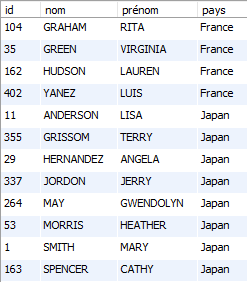 id nom prénom pays
104 GRAHAM RITA France
35 GREEN VIRGINIA France
162 HUDSON LAUREN France
402 YANEZ LUIS France
11 ANDERSON LISA Japan
355 GRISSOM TERRY Japan
29 HERNANDEZ ANGELA Japan
337 JORDON JERRY Japan
264 MAY GWENDOLYN Japan
53 MORRIS HEATHER Japan
1 SMITH MARY Japan
163 SPENCER CATHY Japan